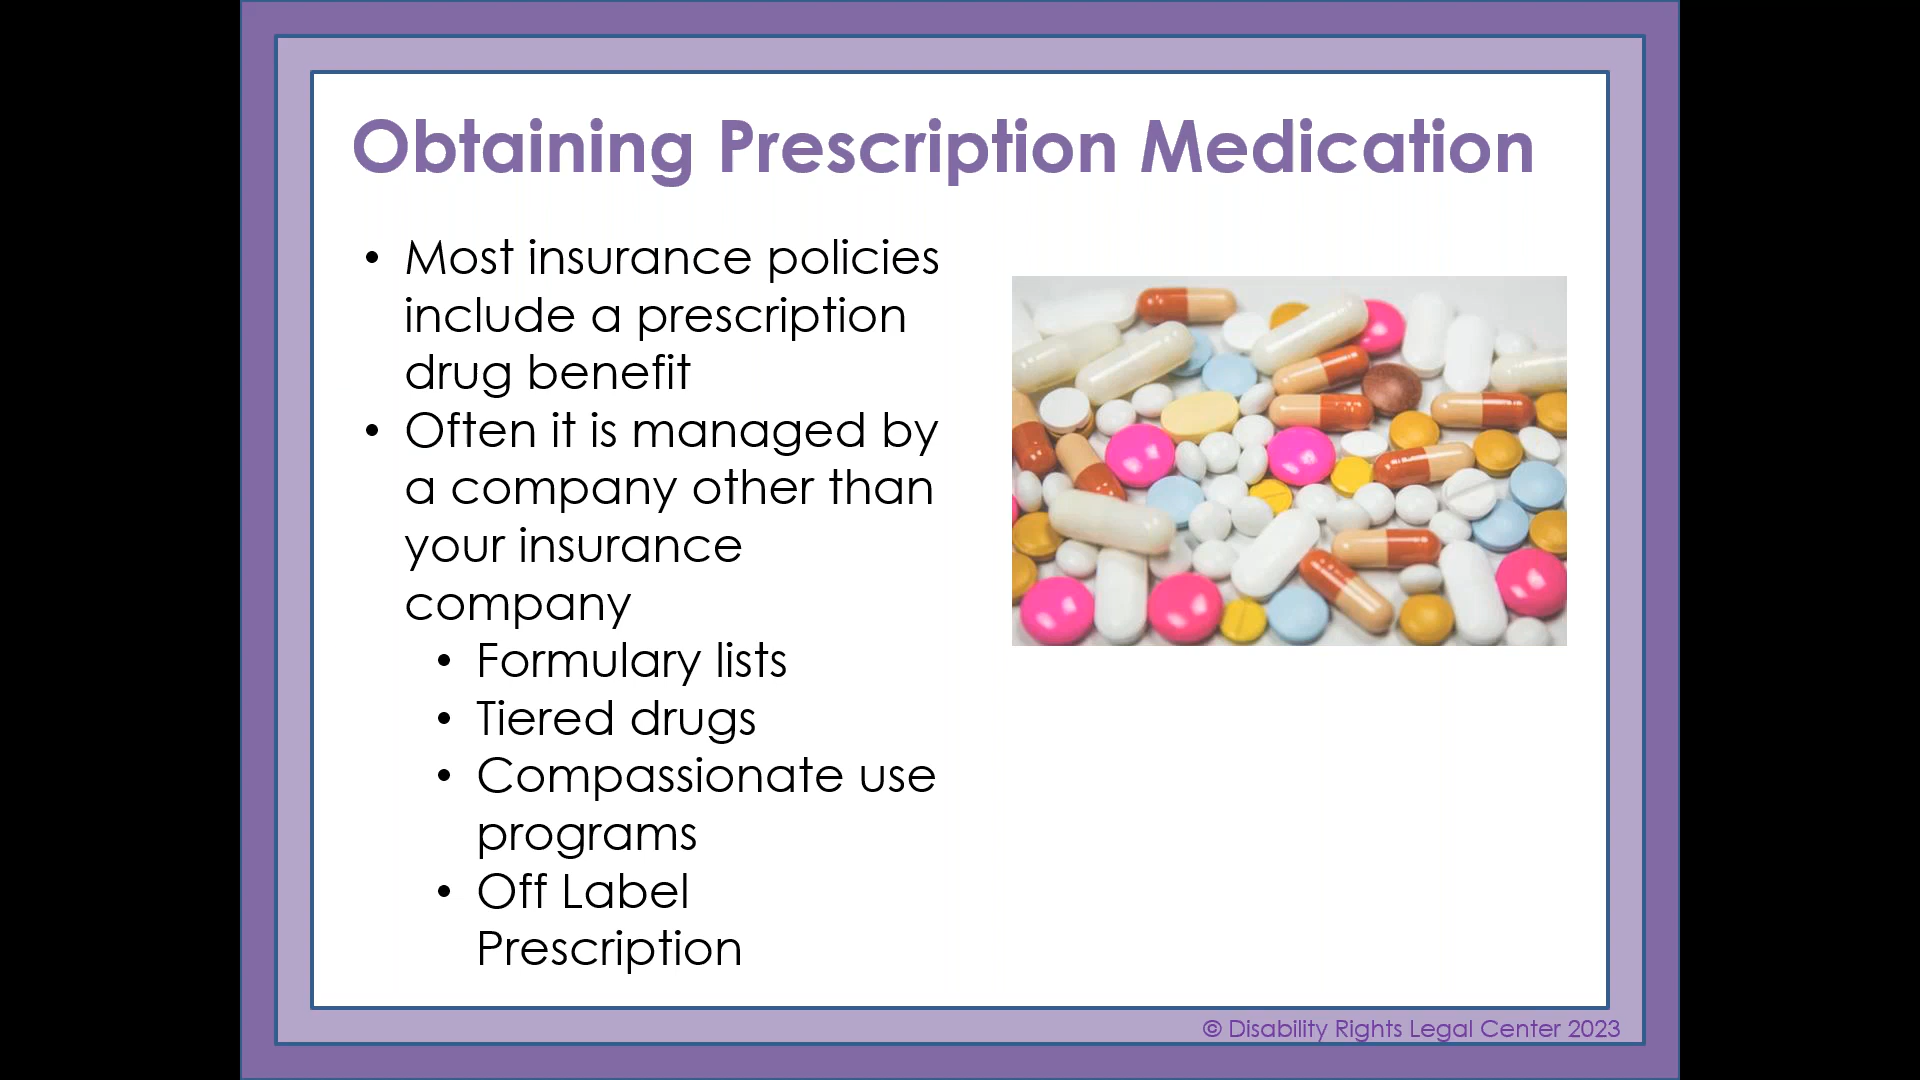 Obtaining Prescription Medication
• Most insurance policies
include a prescription
drug benefit
• Often it is managed by
a company other than
your insurance
company
• Formulary lists
• Tiered drugs
• Compassionate use
programs
• Off Label
Prescription
© Disability Rights Legal Center 2023